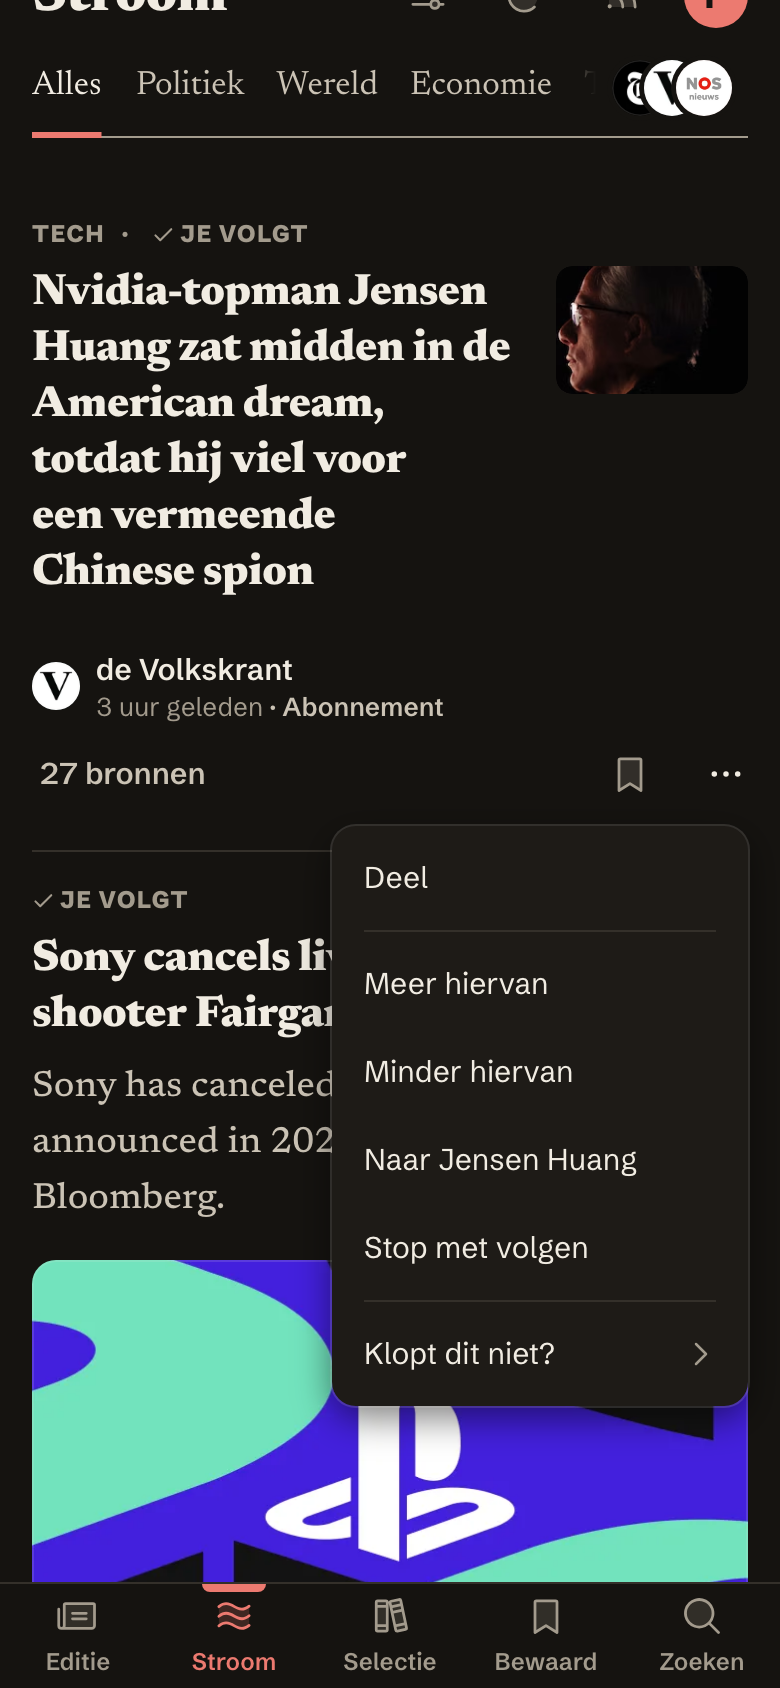 Stroom
Alles Politiek Wereld Economie
NOS
nieuws
TECH · JE VOLGT
Nvidia-topman Jensen
Huang zat midden in de
American dream,
totdat hij viel voor
een vermeende
Chinese spion
V de Volkskrant
3 uur geleden · Abonnement
27 bronnen
Deel
JE VOLGT
Sony cancels
shooter
Meer hiervan
Sony has canceled
Minder hiervan
announced in
Naar Jensen Huang
Bloomberg.
Stop met volgen
Klopt dit niet?
Editie Stroom Selectie Bewaard Zoeken